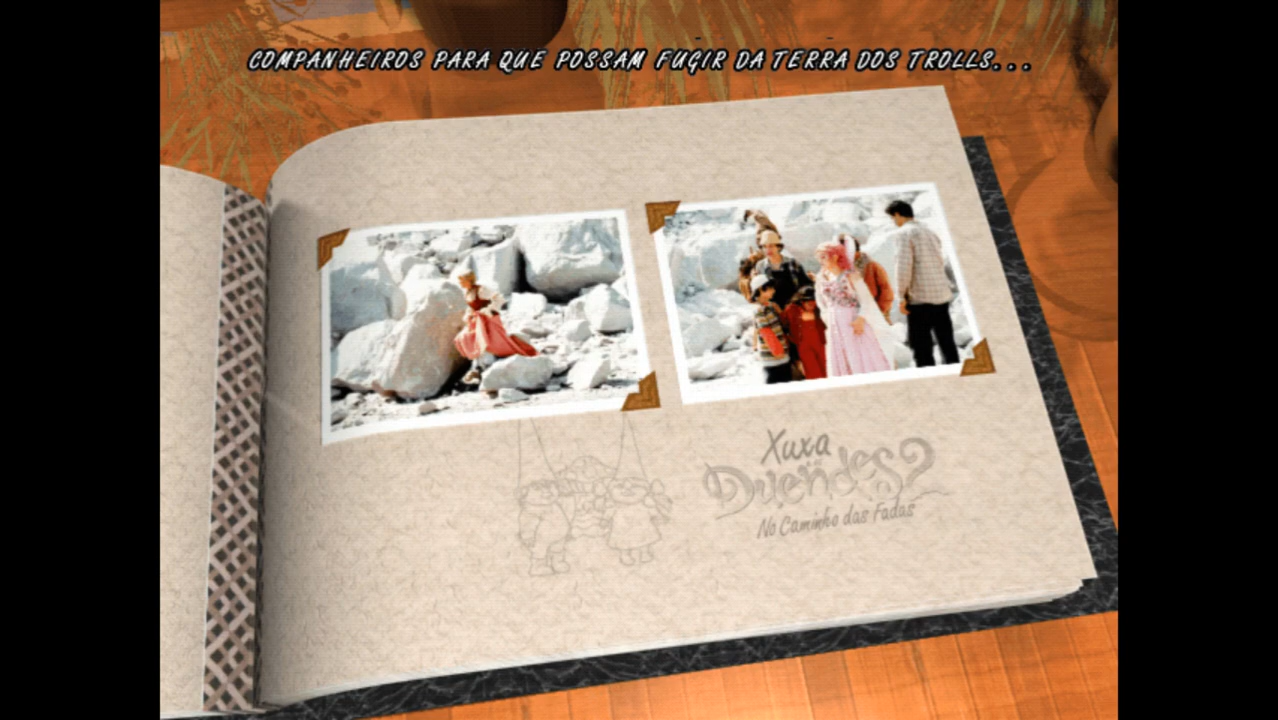 COMPANHEIROS PARA QUE POSSAM FUGIR DA TERRA DOS TROLLS...
Xuxa
Duendes 2
No Caminho das Fadas